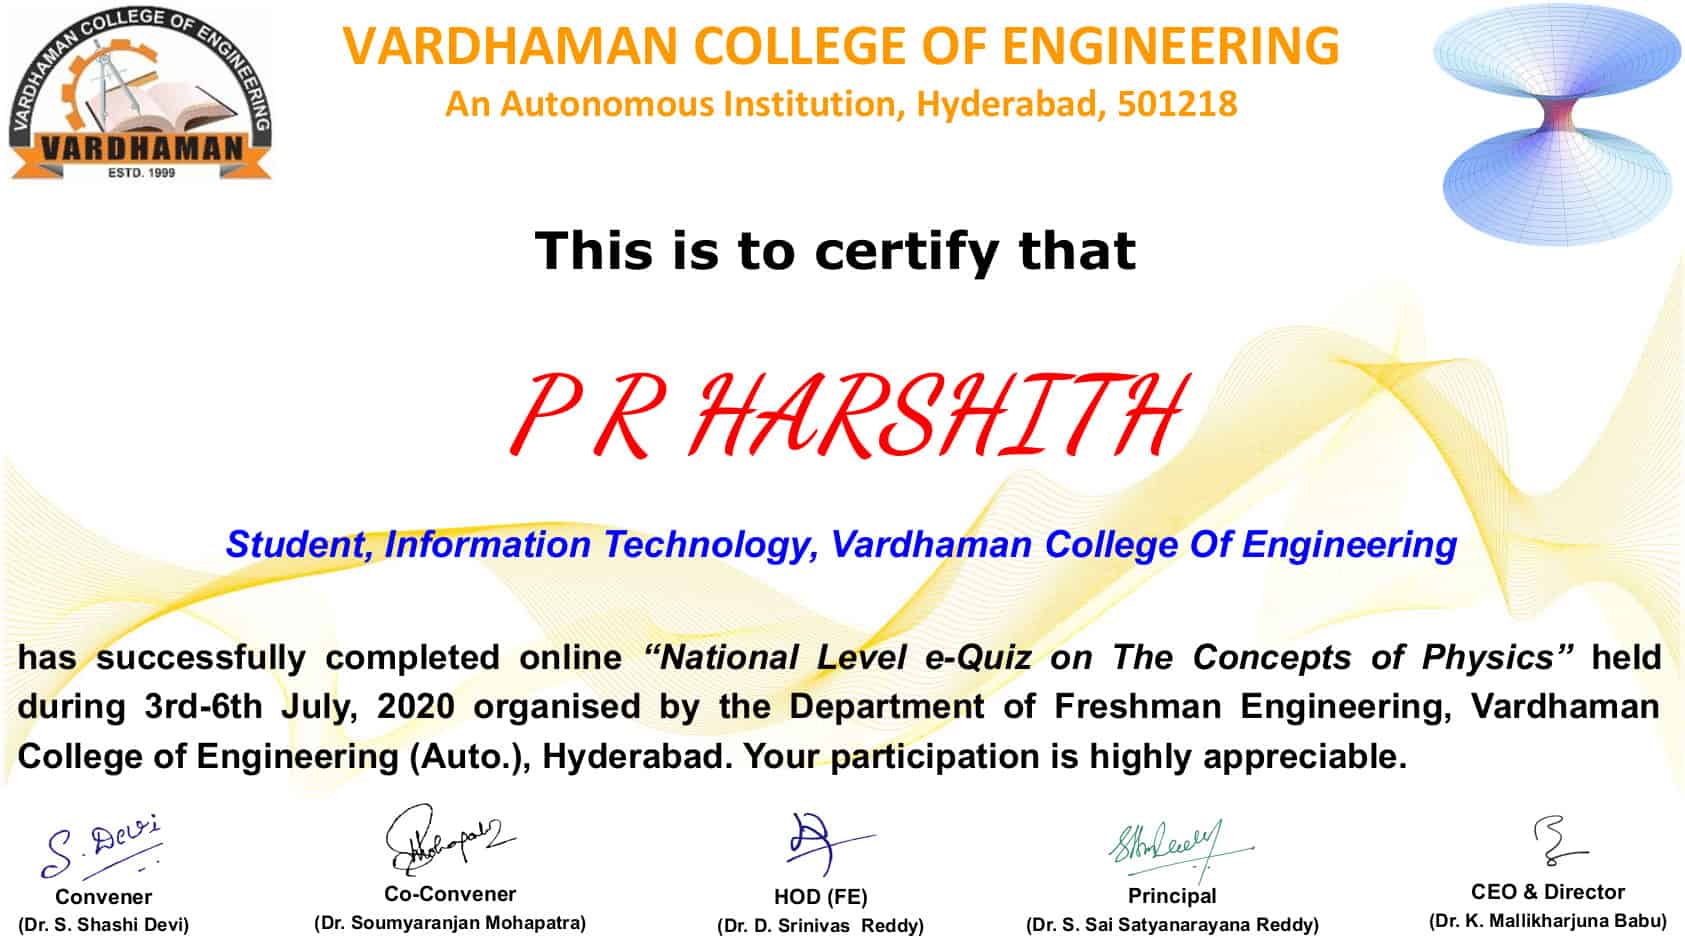 VARDHAMAN COLLEGE OF ENGINEERING
VARDHAMAN
ESTD. 1999
VARDHAMAN COLLEGE OF ENGINEERING
An Autonomous Institution, Hyderabad, 501218
This is to certify that
P R HARSHITH
Student, Information Technology, Vardhaman College Of Engineering
has successfully completed online “National Level e-Quiz on The Concepts of Physics” held
during 3rd-6th July, 2020 organised by the Department of Freshman Engineering, Vardhaman
College of Engineering (Auto.), Hyderabad. Your participation is highly appreciable.
S. Devi
Convener
(Dr. S. Shashi Devi)
Co-Convener
(Dr. Soumyaranjan Mohapatra)
HOD (FE)
(Dr. D. Srinivas Reddy)
Principal
(Dr. S. Sai Satyanarayana Reddy)
CEO & Director
(Dr. K. Mallikharjuna Babu)